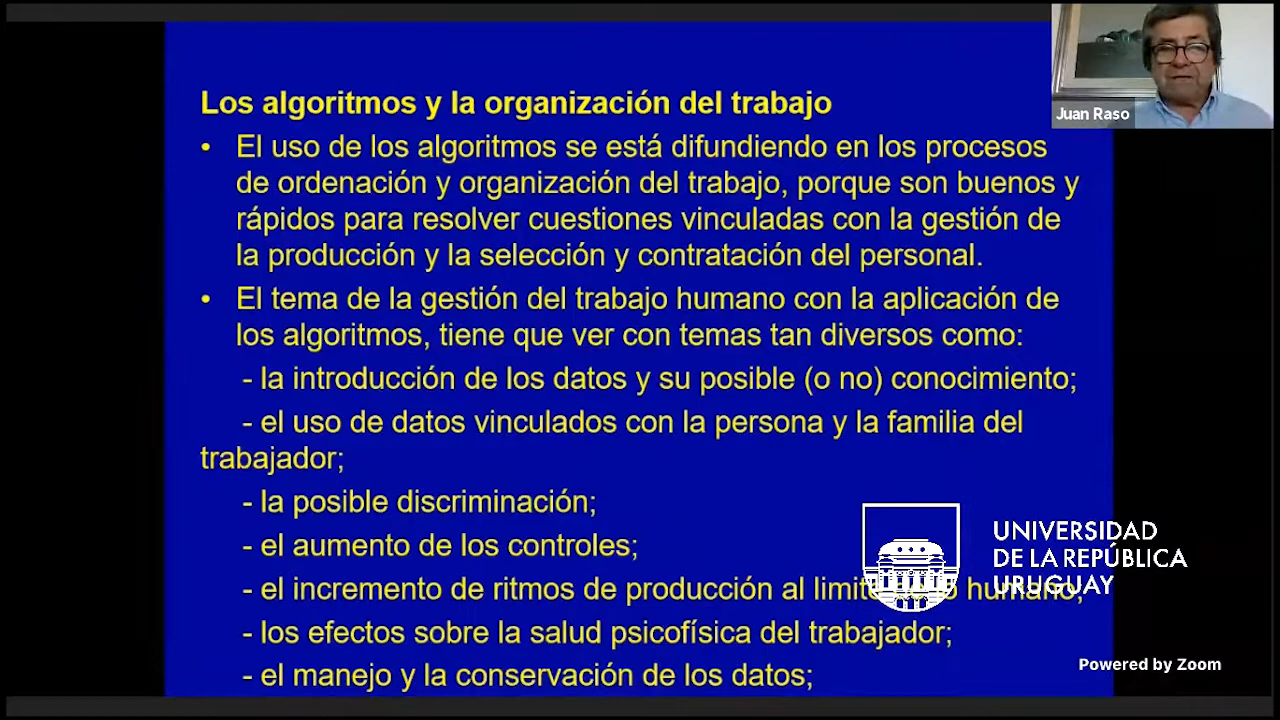 Los algoritmos y la organización del trabajo
• El uso de los algoritmos se está difundiendo en los procesos
de ordenación y organización del trabajo, porque son buenos y
rápidos para resolver cuestiones vinculadas con la gestión de
la producción y la selección y contratación del personal.
• El tema de la gestión del trabajo humano con la aplicación de
los algoritmos, tiene que ver con temas tan diversos como:
- la introducción de los datos y su posible (o no) conocimiento;
- el uso de datos vinculados con la persona y la familia del
trabajador;
- la posible discriminación;
- el aumento de los controles;
- el incremento de ritmos de producción al limite humano;
- los efectos sobre la salud psicofísica del trabajador;
- el manejo y la conservación de los datos;
Juan Raso
UNIVERSIDAD
DE LA REPÚBLICA
URUGUAY
Powered by Zoom